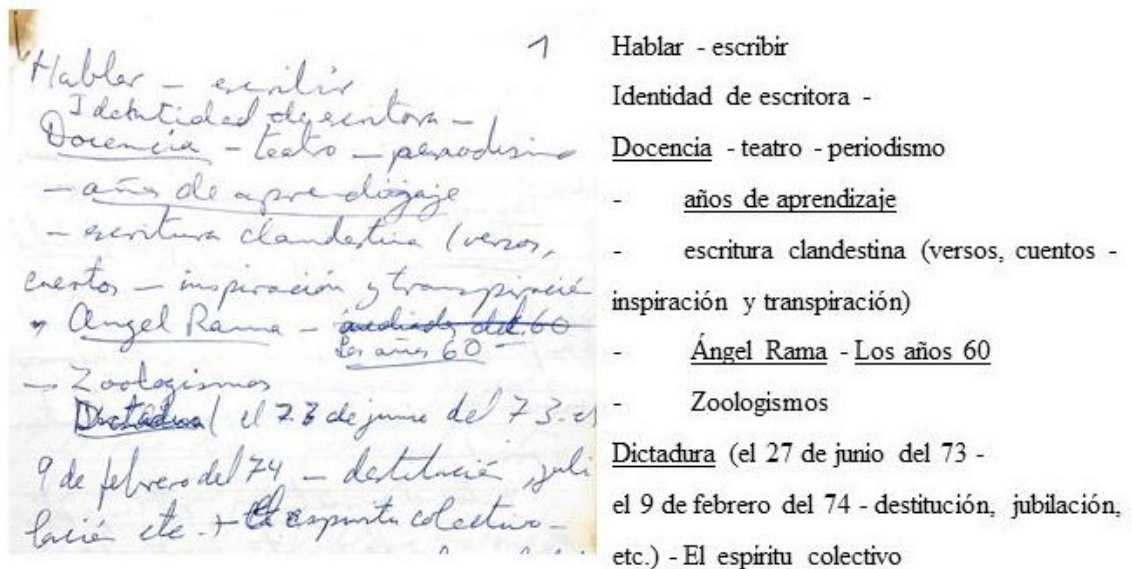 1
Hablar – escribir
Identidad de escritora –
Docencia – teatro – periodismo
– años de aprendizaje
– escritura clandestina (versos,
cuentos – inspiración y transpiración
Angel Rama – mediados del 60
Los años 60
– Zoologismos
Dictadura ( el 27 de junio del 73 – el
9 de febrero del 74 – destitución, jubi
lación etc. – El espíritu colectivo –
Hablar - escribir
Identidad de escritora -
Docencia - teatro - periodismo
- años de aprendizaje
- escritura clandestina (versos, cuentos -
inspiración y transpiración)
- Ángel Rama - Los años 60
- Zoologismos
Dictadura (el 27 de junio del 73 -
el 9 de febrero del 74 - destitución, jubilación,
etc.) - El espíritu colectivo